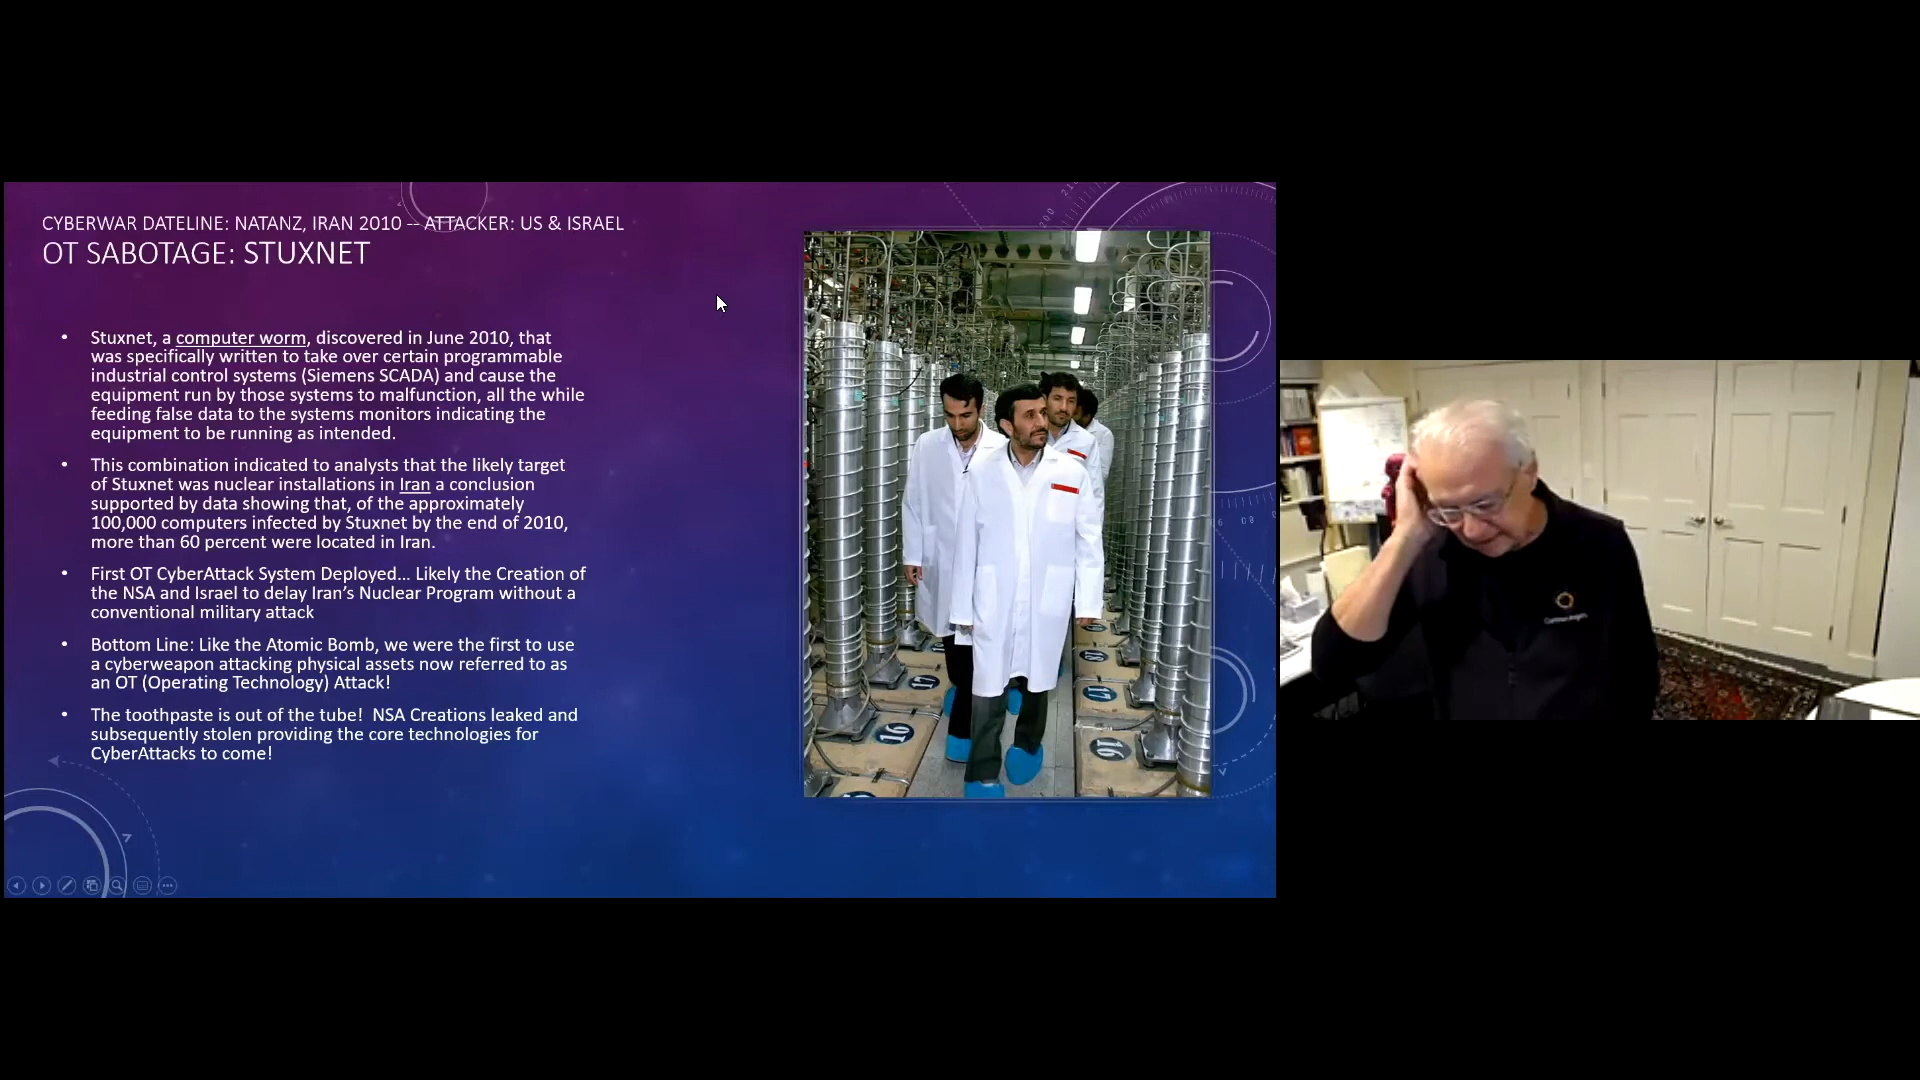 CYBERWAR DATELINE: NATANZ, IRAN 2010 -- ATTACKER: US & ISRAEL
OT SABOTAGE: STUXNET
• Stuxnet, a computer worm, discovered in June 2010, that
was specifically written to take over certain programmable
industrial control systems (Siemens SCADA) and cause the
equipment run by those systems to malfunction, all the while
feeding false data to the systems monitors indicating the
equipment to be running as intended.
• This combination indicated to analysts that the likely target
of Stuxnet was nuclear installations in Iran a conclusion
supported by data showing that, of the approximately
100,000 computers infected by Stuxnet by the end of 2010,
more than 60 percent were located in Iran.
• First OT CyberAttack System Deployed... Likely the Creation of
the NSA and Israel to delay Iran's Nuclear Program without a
conventional military attack
• Bottom Line: Like the Atomic Bomb, we were the first to use
a cyberweapon attacking physical assets now referred to as
an OT (Operating Technology) Attack!
• The toothpaste is out of the tube!  NSA Creations leaked and
subsequently stolen providing the core technologies for
CyberAttacks to come!
200
17
17
16
16